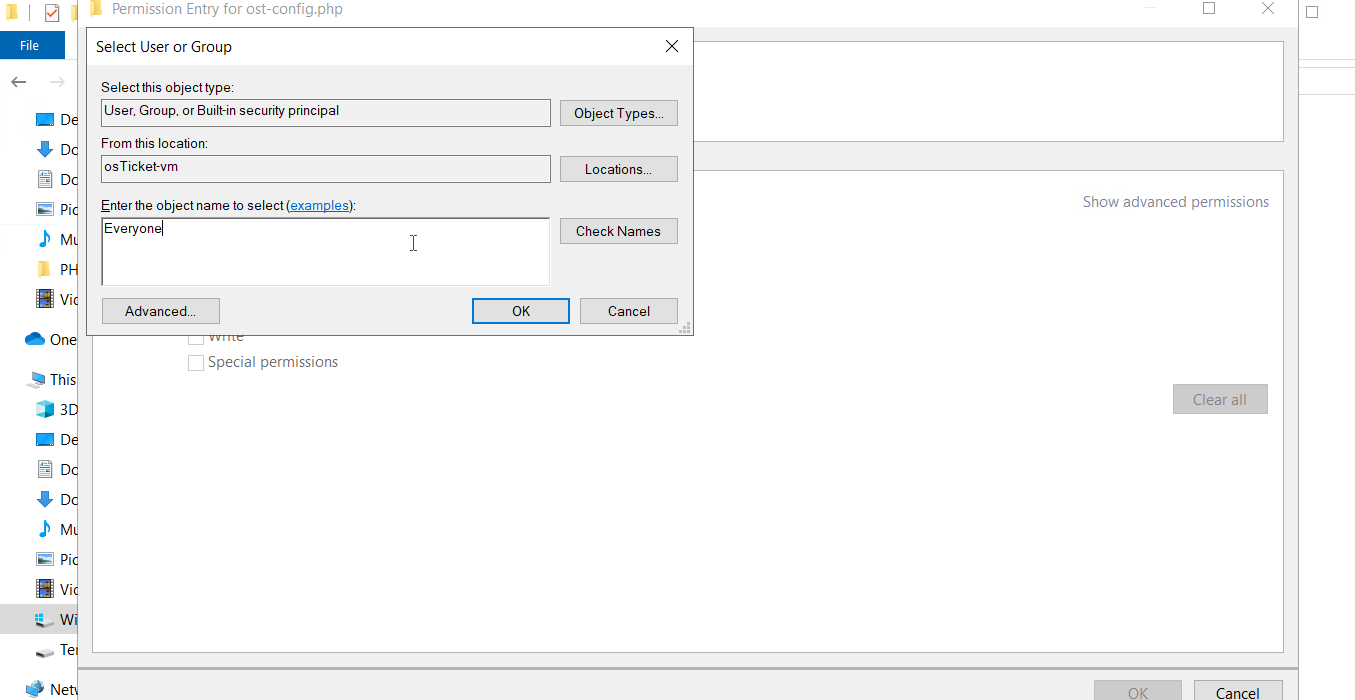 Permission Entry for ost-config.php
File
Select User or Group
Select this object type:
User, Group, or Built-in security principal
Object Types...
From this location:
osTicket-vm
Locations...
Enter the object name to select (examples):
Everyone
Check Names
Advanced...
OK
Cancel
Show advanced permissions
Write
Special permissions
Clear all
OK
Cancel
De
Do
Do
Pic
Mu
PH
Vic
One
This
3D
De
Do
Do
Mu
Pic
Vic
Wi
Ter
Netv